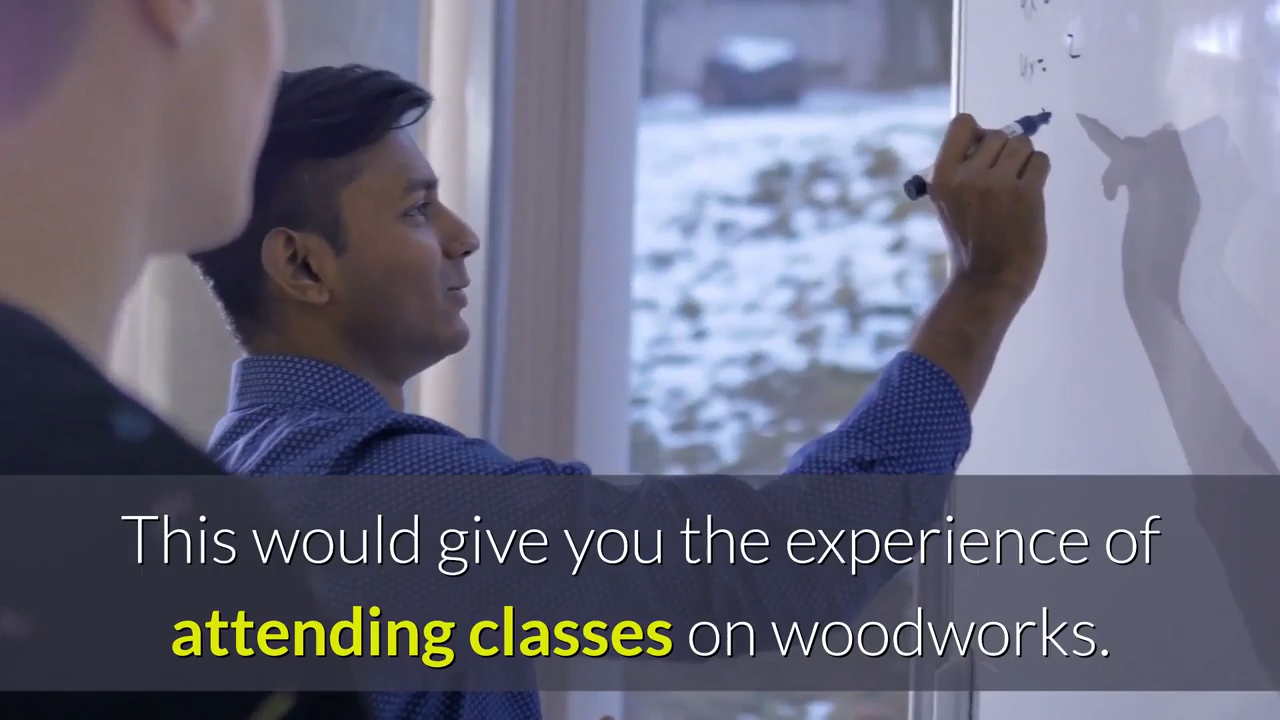 This would give you the experience of
attending classes on woodworks.